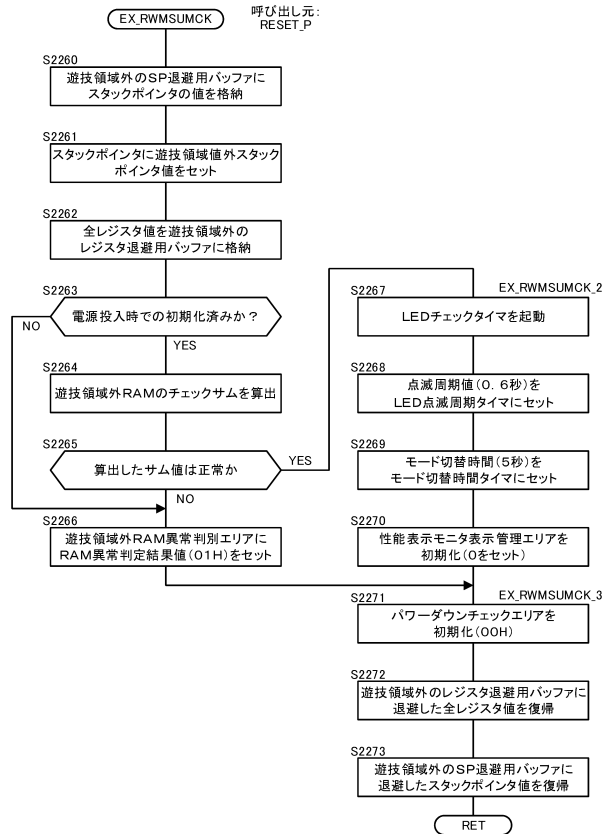 EX_RWMSUMCK
呼び出し元:
RESET_P
S2260
遊技領域外のSP退避用バッファに
スタックポインタの値を格納
S2261
スタックポインタに遊技領域値外スタック
ポインタ値をセット
S2262
全レジスタ値を遊技領域外の
レジスタ退避用バッファに格納
S2263
電源投入時での初期化済みか?
NO
YES
S2264
遊技領域外RAMのチェックサムを算出
S2265
算出したサム値は正常か
YES
NO
S2266
遊技領域外RAM異常判別エリアに
RAM異常判定結果値(01H)をセット
S2267
EX_RWMSUMCK_2
LEDチェックタイマを起動
S2268
点滅周期値(0.6秒)を
LED点滅周期タイマにセット
S2269
モード切替時間(5秒)を
モード切替時間タイマにセット
S2270
性能表示モニタ表示管理エリアを
初期化(0をセット)
S2271
EX_RWMSUMCK_3
パワーダウンチェックエリアを
初期化(00H)
S2272
遊技領域外のレジスタ退避用バッファに
退避した全レジスタ値を復帰
S2273
遊技領域外のSP退避用バッファに
退避したスタックポインタ値を復帰
RET